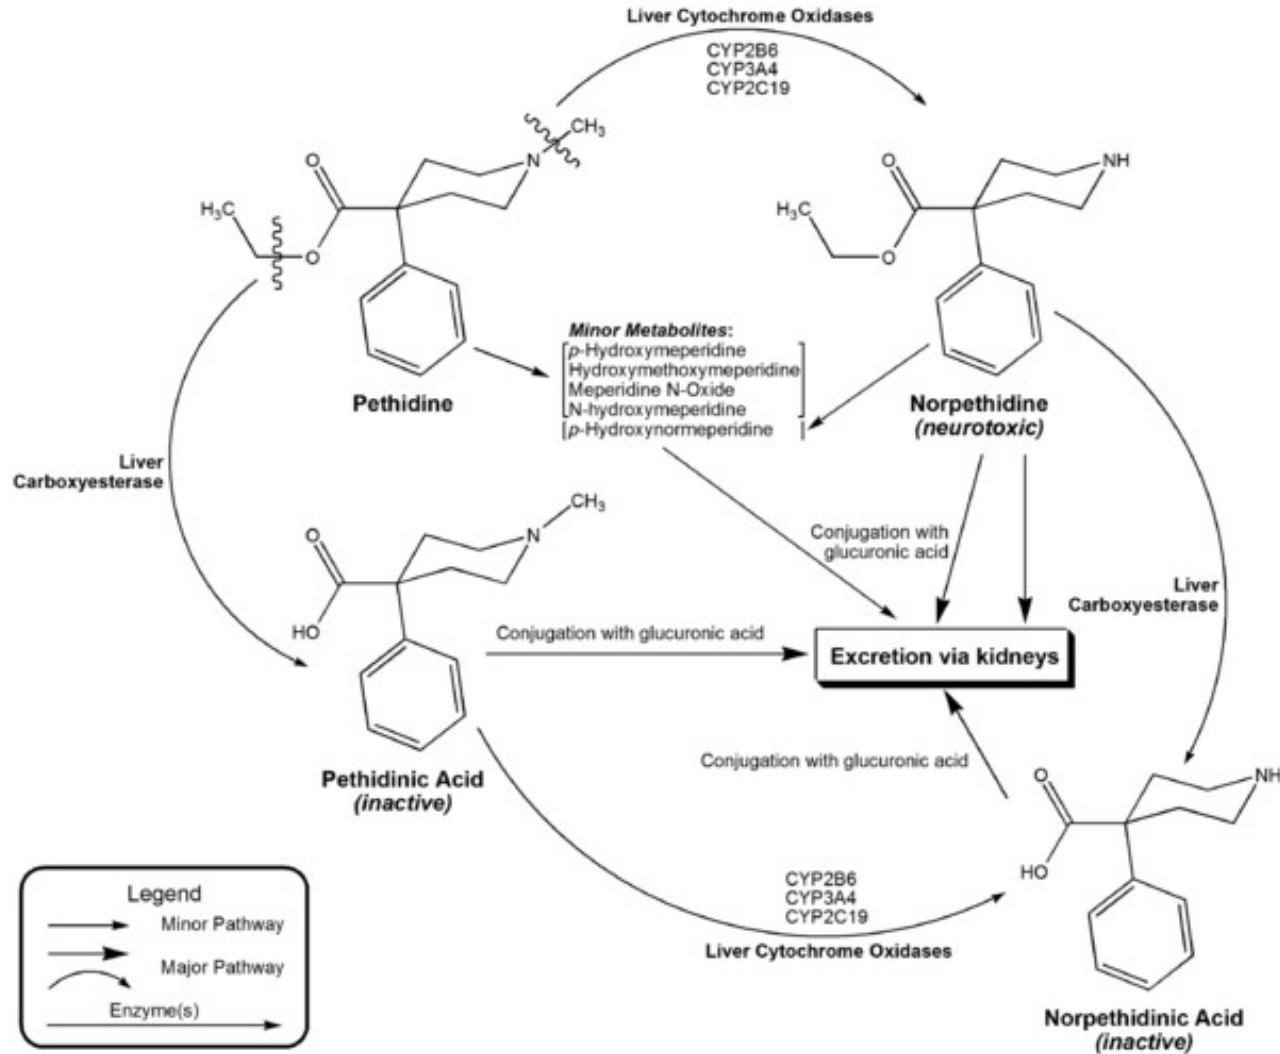 Liver Cytochrome Oxidases
CYP2B6
CYP3A4
CYP2C19
CH₃
N
O
H₃C
O
NH
O
H₃C
O
Minor Metabolites:
p-Hydroxymeperidine
Hydroxymethoxymeperidine
Meperidine N-Oxide
N-hydroxymeperidine
p-Hydroxynormeperidine
Pethidine
Norpethidine
(neurotoxic)
Liver
Carboxyesterase
CH₃
N
O
HO
Conjugation with
glucuronic acid
Liver
Carboxyesterase
Conjugation with glucuronic acid
Excretion via kidneys
Pethidinic Acid
(inactive)
Conjugation with glucuronic acid
NH
O
HO
CYP2B6
CYP3A4
CYP2C19
Liver Cytochrome Oxidases
Norpethidinic Acid
(inactive)
Legend
Minor Pathway
Major Pathway
Enzyme(s)